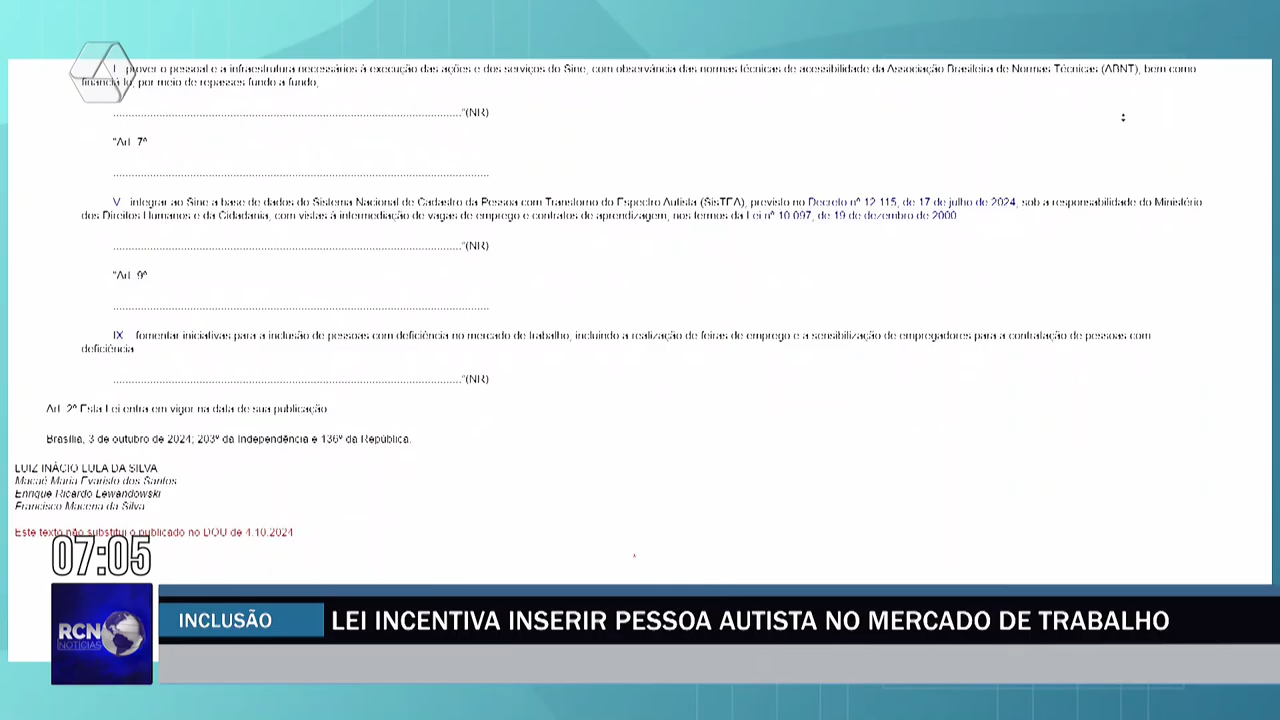 I prover o pessoal e a infraestrutura necessários à execução das ações e dos serviços do Sine, com observância das normas técnicas de acessibilidade da Associação Brasileira de Normas Técnicas (ABNT), bem como
financiá-lo, por meio de repasses fundo a fundo;
....................................................................................................................."(NR)
"Art. 7º
.............................................................................................................................
V integrar ao Sine a base de dados do Sistema Nacional de Cadastro da Pessoa com Transtorno do Espectro Autista (SisTEA), previsto no Decreto nº 12.115, de 17 de julho de 2024, sob a responsabilidade do Ministério
dos Direitos Humanos e da Cidadania, com vistas à intermediação de vagas de emprego e contratos de aprendizagem, nos termos da Lei nº 10.097, de 19 de dezembro de 2000.
....................................................................................................................."(NR)
"Art. 9º
.............................................................................................................................
IX fomentar iniciativas para a inclusão de pessoas com deficiência no mercado de trabalho, incluindo a realização de feiras de emprego e a sensibilização de empregadores para a contratação de pessoas com
deficiência.
....................................................................................................................."(NR)
Art. 2º Esta Lei entra em vigor na data de sua publicação.
Brasília, 3 de outubro de 2024; 203º da Independência e 136º da República.
LUIZ INÁCIO LULA DA SILVA
Macaé Maria Evaristo dos Santos
Enrique Ricardo Lewandowski
Francisco Macena da Silva
Este texto não substitui o publicado no DOU de 4.10.2024
*
07:05
INCLUSÃO
LEI INCENTIVA INSERIR PESSOA AUTISTA NO MERCADO DE TRABALHO
RCN
NOTÍCIAS